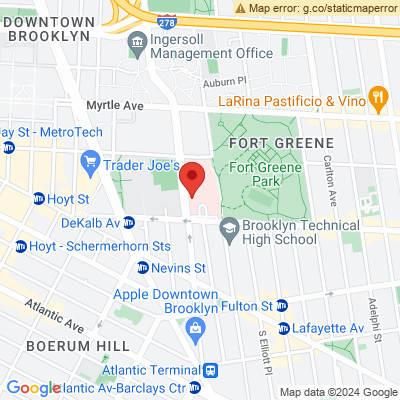 Map error: g.co/staticmaperror
DOWNTOWN
BROOKLYN
278
Ingersoll
Management Office
Auburn Pl
Myrtle Ave
LaRina Pastificio & Vino
Jay St - MetroTech
FORT GREENE
Trader Joe's
Fort Greene
Park
Carlton Ave
Hoyt St
DeKalb Av
Brooklyn Technical
High School
Hoyt - Schermerhorn Sts
Nevins St
Atlantic Ave
Apple Downtown
Brooklyn
Fulton St
Adelphi St
Lafayette Av
S Elliott Pl
BOERUM HILL
Atlantic Terminal
Atlantic Av-Barclays Ctr
Google
Map data ©2024 Google